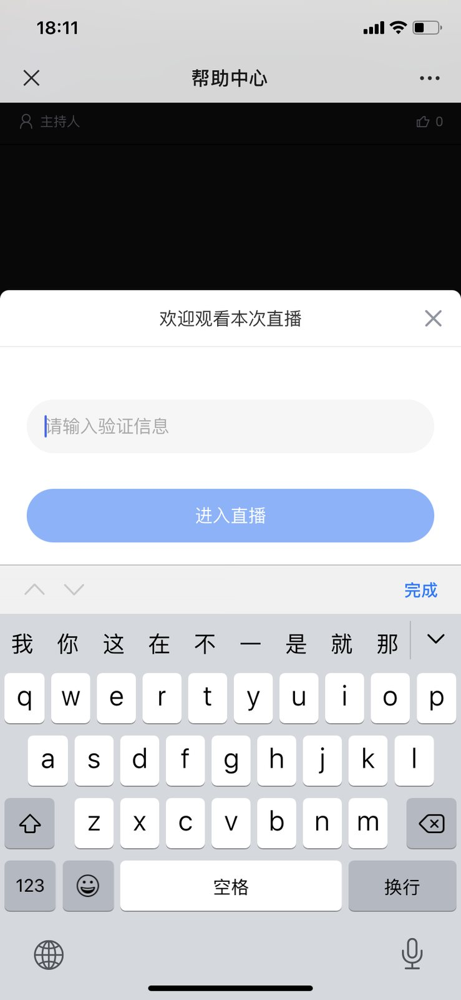 18:11
帮助中心
主持人 0
欢迎观看本次直播
请输入验证信息
进入直播
完成
我 你 这 在 不 一 是 就 那
q w e r t y u i o p
a s d f g h j k l
z x c v b n m
123 空格 换行